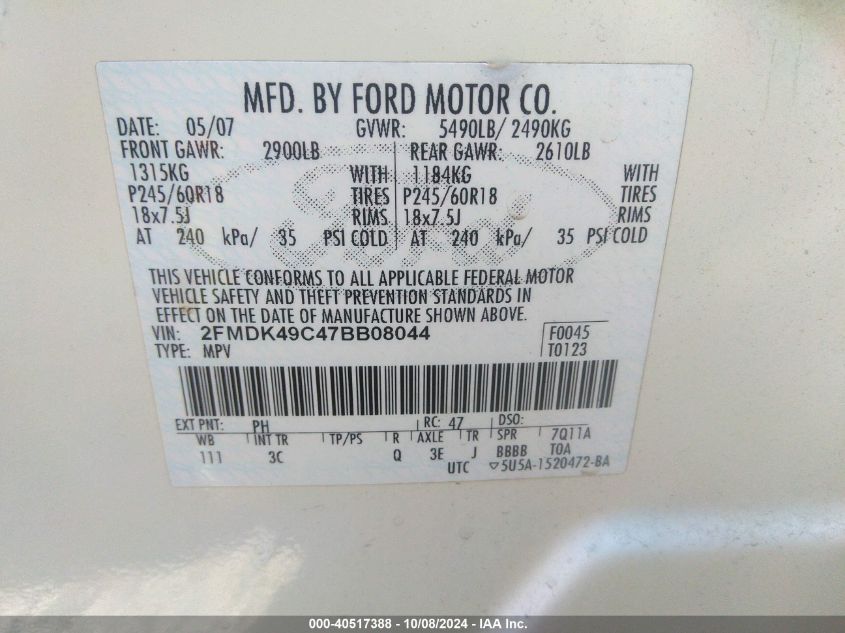 MFD. BY FORD MOTOR CO.
DATE: 05/07 GVWR: 5490LB/ 2490KG
FRONT GAWR: 2900LB REAR GAWR: 2610LB
1315KG WITH 1184KG WITH
P245/60R18 TIRES P245/60R18 TIRES
18x7.5J RIMS 18x7.5J RIMS
AT 240 kPa/ 35 PSI COLD AT 240 kPa/ 35 PSI COLD
THIS VEHICLE CONFORMS TO ALL APPLICABLE FEDERAL MOTOR
VEHICLE SAFETY AND THEFT PREVENTION STANDARDS IN
EFFECT ON THE DATE OF MANUFACTURE SHOWN ABOVE.
VIN: 2FMDK49C47BB08044 F0045
TYPE: MPV T0123
EXT PNT: PH RC: 47 DSO:
WB INT TR TP/PS R AXLE TR SPR 7Q11A
111 3C Q 3E J BBBB TOA
UTC ▽5U5A-1520472-BA
000-40517388 - 10/08/2024 - IAA Inc.